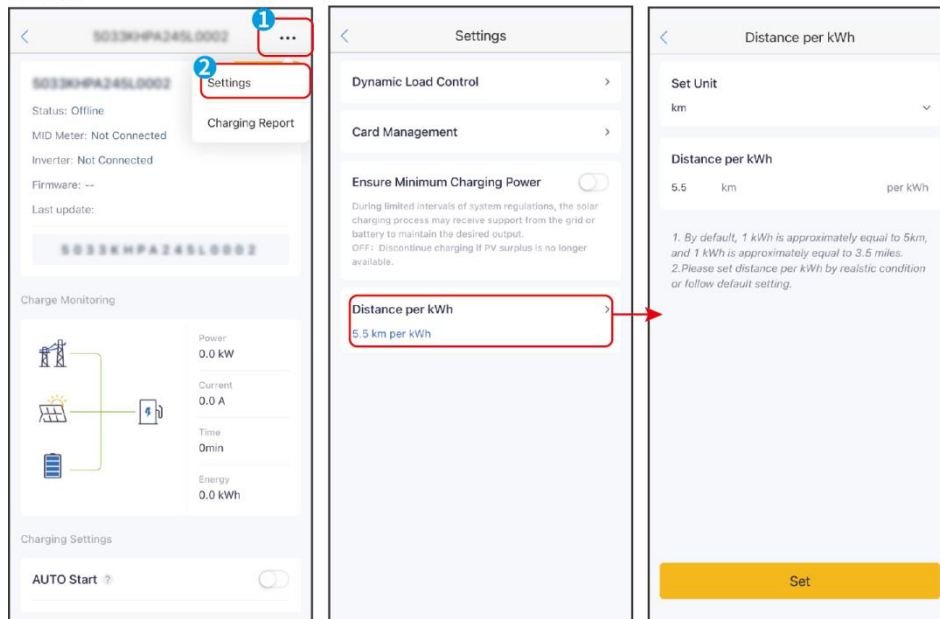 1
5033KHPA245L0002
...
2
5033KHPA245L0002
Settings
Status: Offline
Charging Report
MID Meter: Not Connected
Inverter: Not Connected
Firmware: --
Last update:
5033KHPA245L0002
Charge Monitoring
Power
0.0 kW
Current
0.0 A
Time
0min
Energy
0.0 kWh
Charging Settings
AUTO Start ?
Settings
Dynamic Load Control
Card Management
Ensure Minimum Charging Power
During limited intervals of system regulations, the solar
charging process may receive support from the grid or
battery to maintain the desired output.
OFF: Discontinue charging if PV surplus is no longer
available.
Distance per kWh
5.5 km per kWh
Distance per kWh
Set Unit
km
Distance per kWh
5.5 km per kWh
1. By default, 1 kWh is approximately equal to 5km,
and 1 kWh is approximately equal to 3.5 miles.
2.Please set distance per kWh by realstic condition
or follow default setting.
Set